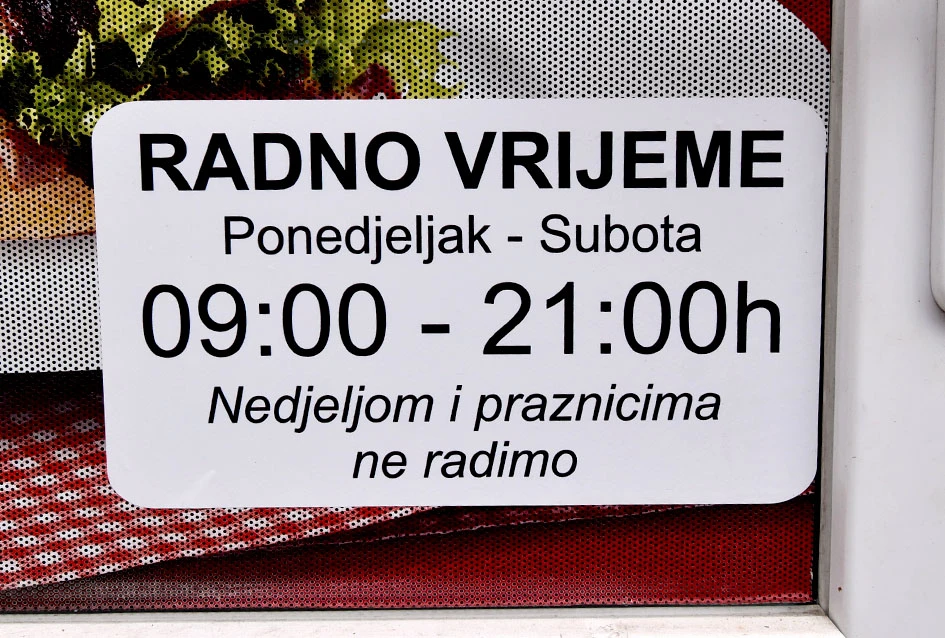 RADNO VRIJEME
Ponedjeljak - Subota
09:00 - 21:00h
Nedjeljom i praznicima
ne radimo